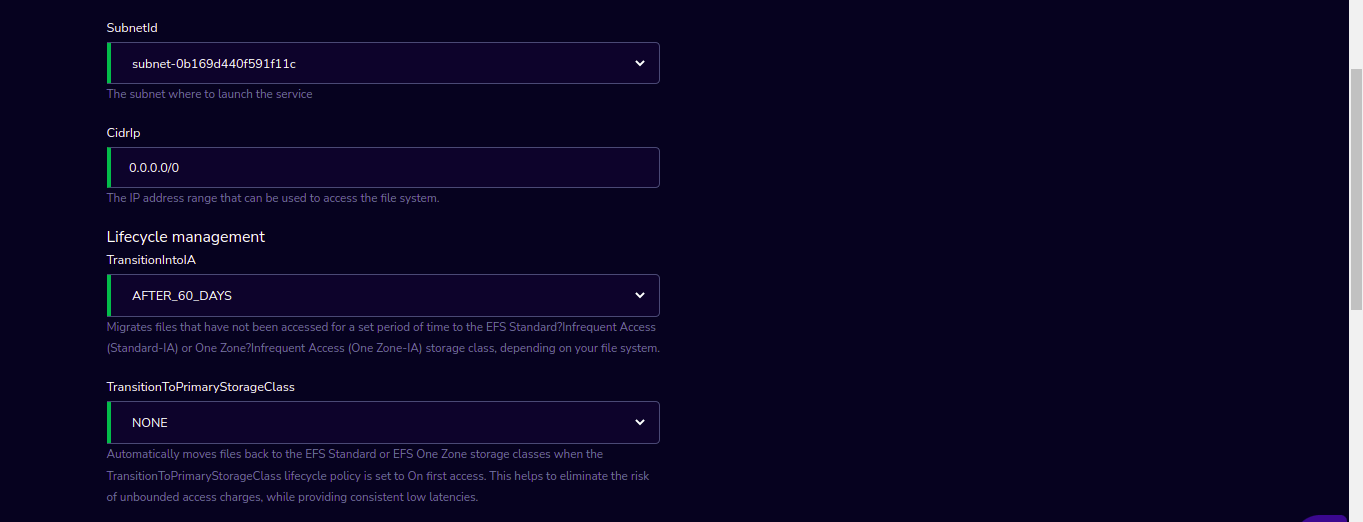 SubnetId
subnet-0b169d440f591f11c
The subnet where to launch the service
CidrIp
0.0.0.0/0
The IP address range that can be used to access the file system.
Lifecycle management
TransitionIntoIA
AFTER_60_DAYS
Migrates files that have not been accessed for a set period of time to the EFS Standard?Infrequent Access
(Standard-IA) or One Zone?Infrequent Access (One Zone-IA) storage class, depending on your file system.
TransitionToPrimaryStorageClass
NONE
Automatically moves files back to the EFS Standard or EFS One Zone storage classes when the
TransitionToPrimaryStorageClass lifecycle policy is set to On first access. This helps to eliminate the risk
of unbounded access charges, while providing consistent low latencies.